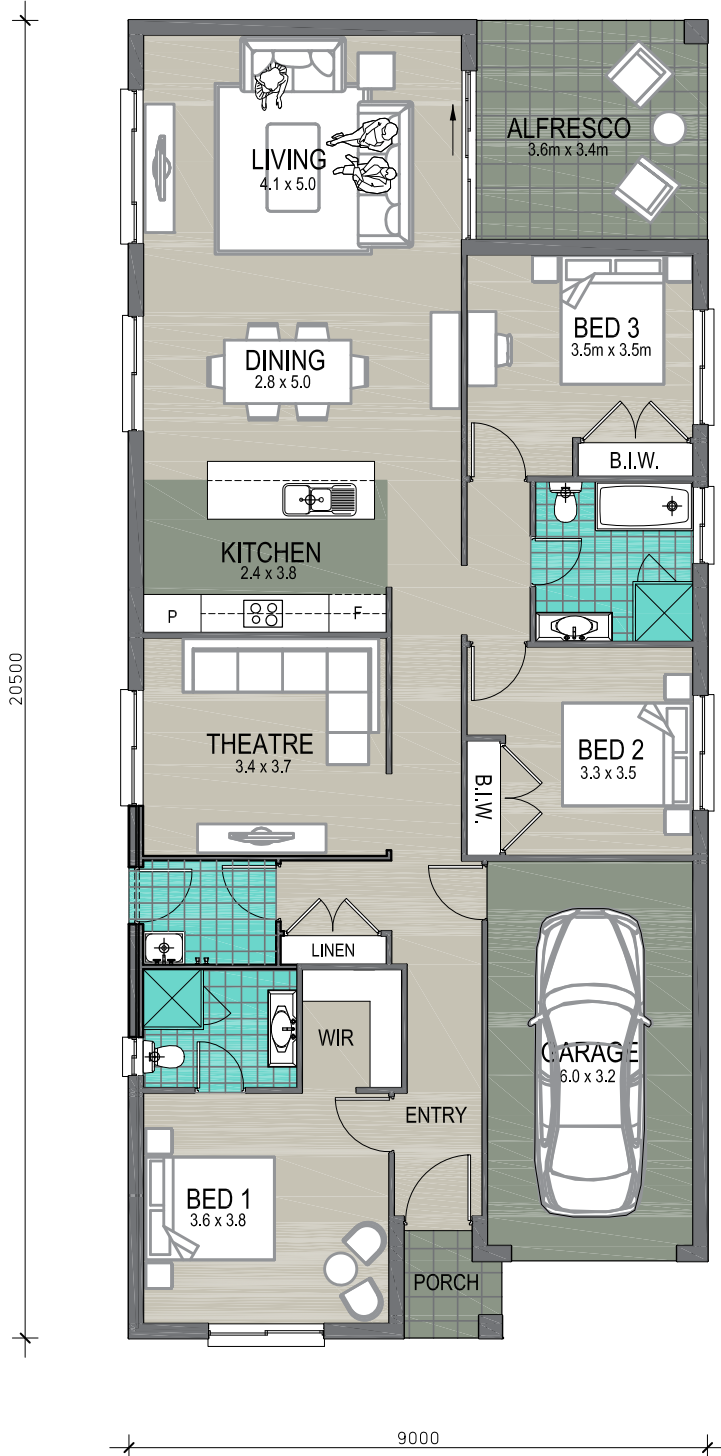 ALFRESCO
3.6m x 3.4m
LIVING
4.1 x 5.0
BED 3
3.5m x 3.5m
DINING
2.8 x 5.0
B.I.W.
KITCHEN
2.4 x 3.8
P
F
20500
THEATRE
3.4 x 3.7
BED 2
3.3 x 3.5
B.I.W.
LINEN
WIR
GARAGE
6.0 x 3.2
ENTRY
BED 1
3.6 x 3.8
PORCH
9000